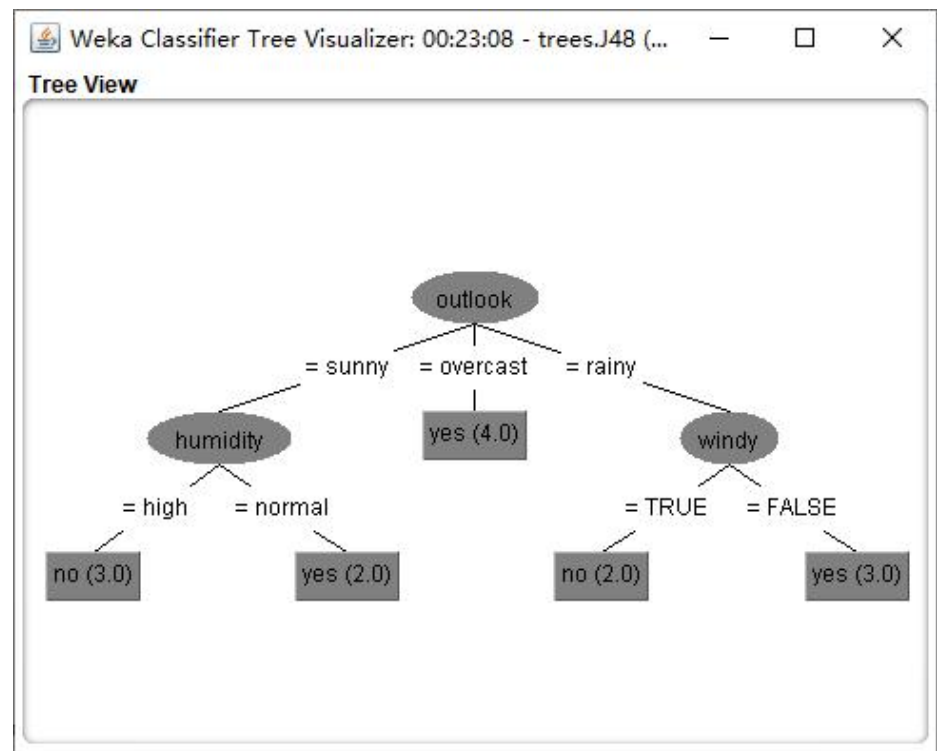 Weka Classifier Tree Visualizer: 00:23:08 - trees.J48 (...
Tree View
outlook
= sunny = overcast = rainy
humidity yes (4.0) windy
= high = normal = TRUE = FALSE
no (3.0) yes (2.0) no (2.0) yes (3.0)